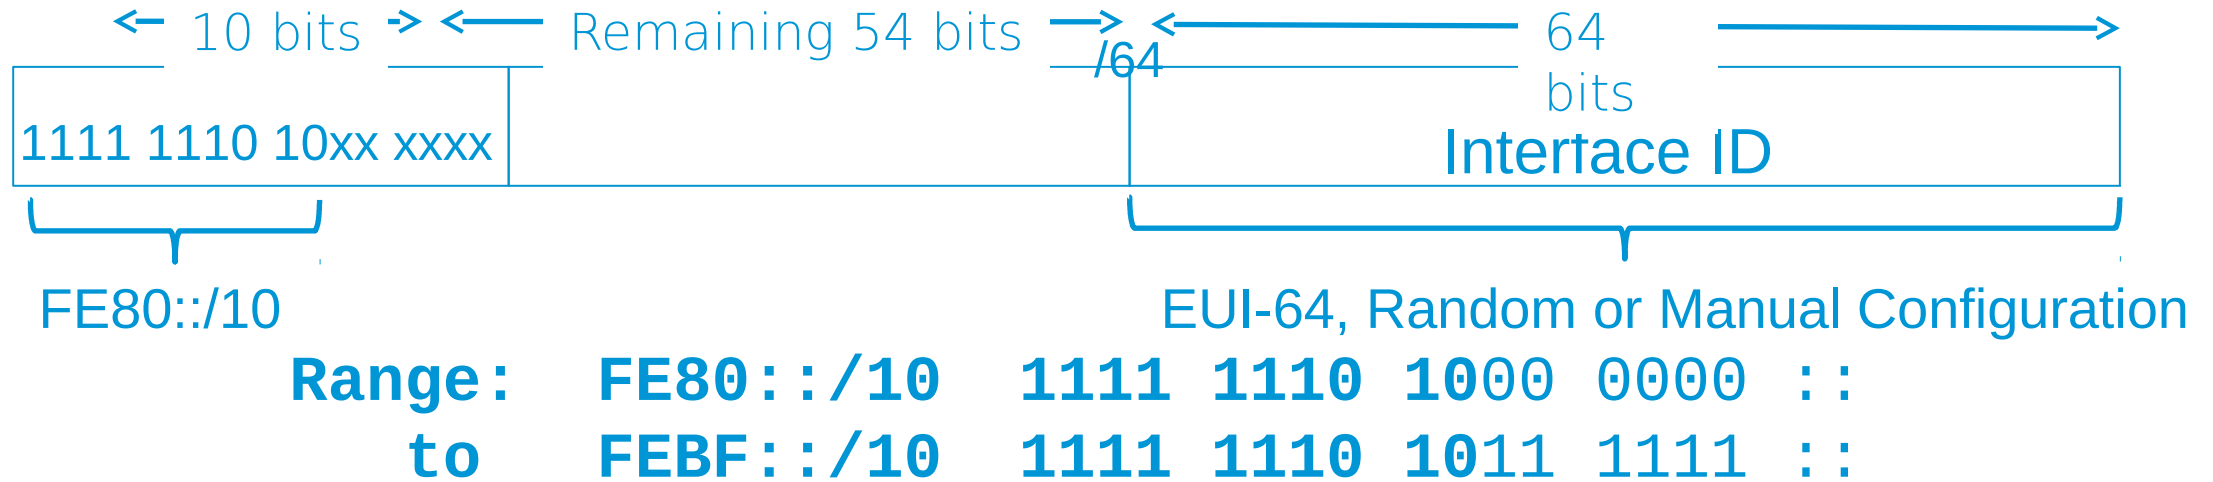 10 bits Remaining 54 bits 64 bits
/64
1111 1110 10xx xxxx Interface ID
FE80::/10 EUI-64, Random or Manual Configuration
Range: FE80::/10 1111 1110 1000 0000 ::
to FEBF::/10 1111 1110 1011 1111 ::